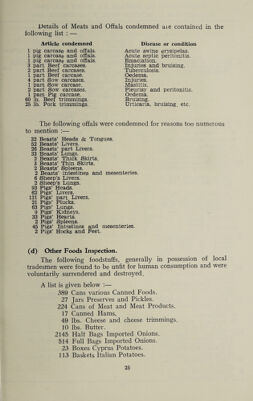 Details of Meats and Offals condemned are contained in the
following list :—
Article condemned Disease or condition
1 pig carcase and offals Acute swine erysipelas.
1 pig carcase and offals Acute septic peritonitis.
1 pig carcase and offals Emaciation.
3 part Beef carcases. Injuries and bruising.
2 part Beef carcases. Tuberculosis.
1 part Beef carcase. Oedema.
4 part Sow carcases. Injuries.
1 part Sow carcase. Mastitis.
2 part Sow carcases. Pleurisy and peritonitis.
1 part Pig carcase. Oedema.
60 lb. Beef trimmings. Bruising.
25 lb. Pork trimmings. Urticaria, bruising, etc.
The following offals were condemned for reasons too numerous
to mention :—
22 Beasts' Heads & Tongues.
52 Beasts' Livers.
26 Beasts' part Livers.
33 Beasts' Lungs.
2 Beasts' Thick Skirts.
Beasts' Thin Skirts.
2 Beasts' Spleens.
2 Beasts' intestines and mesenteries.
6 Sheep's Livers.
2 Sheep's Lungs.
93 Pigs' Heads.
62 Pigs' Livers.
121 Pigs' part Livers.
21 Pigs' Plucks.
63 Pigs' Lungs.
9 Pigs' Kidneys.
33 Pigs' Hearts.
2 Pigs' Spleens.
45 Pigs' Intestines and mesenteries.
2 Pigs' Hocks and Feet.
(d) Other Foods Inspection.
The following foodstuffs, generally in possession of local
tradesmen were found to be unfit for human consumption and were
voluntarily surrendered and destroyed.
A list is given below :—
389 Cans various Canned Foods.
27 Jars Preserves and Pickles.
224 Cans of Meat and Meat Products.
17 Canned Hams.
49 lbs. Cheese and cheese trimmings.
10 lbs. Butter.
2145 Half Bags Imported Onions.
514 Full Bags Imported Onions.
23 Boxes Cyprus Potatoes.
113 Baskets Italian Potatoes.